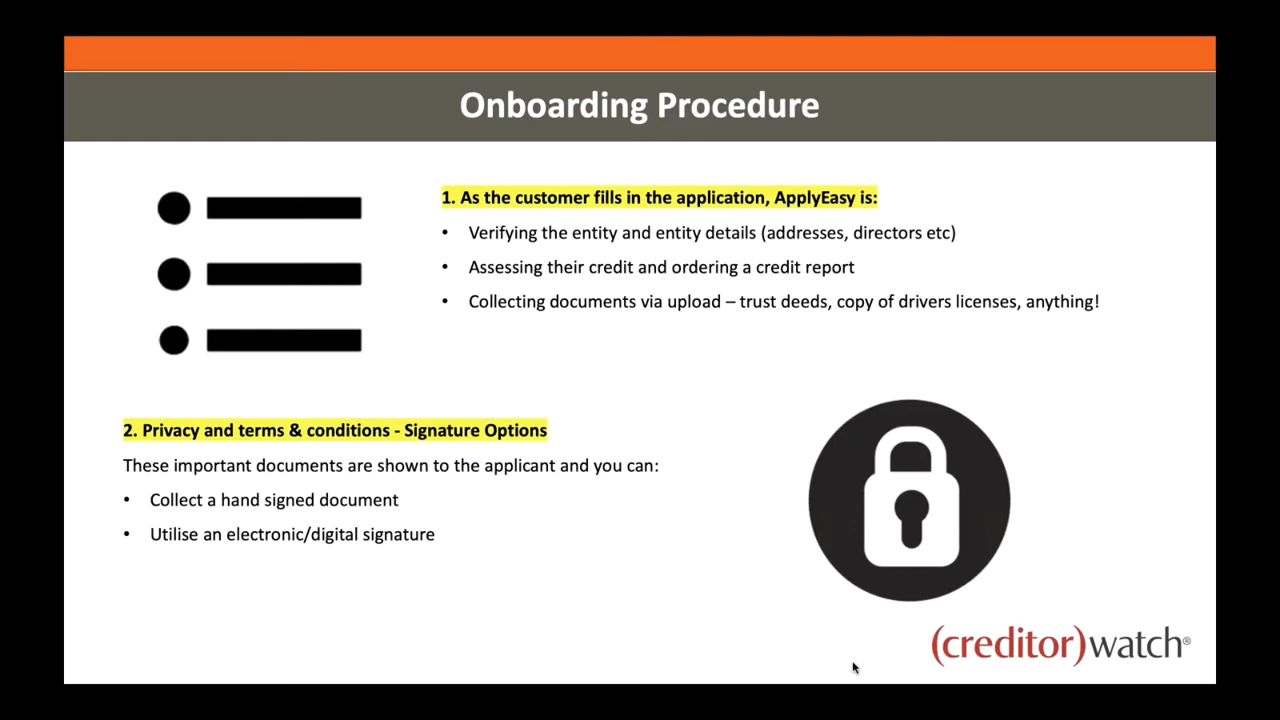 Onboarding Procedure
1. As the customer fills in the application, ApplyEasy is:
• Verifying the entity and entity details (addresses, directors etc)
• Assessing their credit and ordering a credit report
• Collecting documents via upload – trust deeds, copy of drivers licenses, anything!
2. Privacy and terms & conditions - Signature Options
These important documents are shown to the applicant and you can:
• Collect a hand signed document
• Utilise an electronic/digital signature
(creditor)watch®